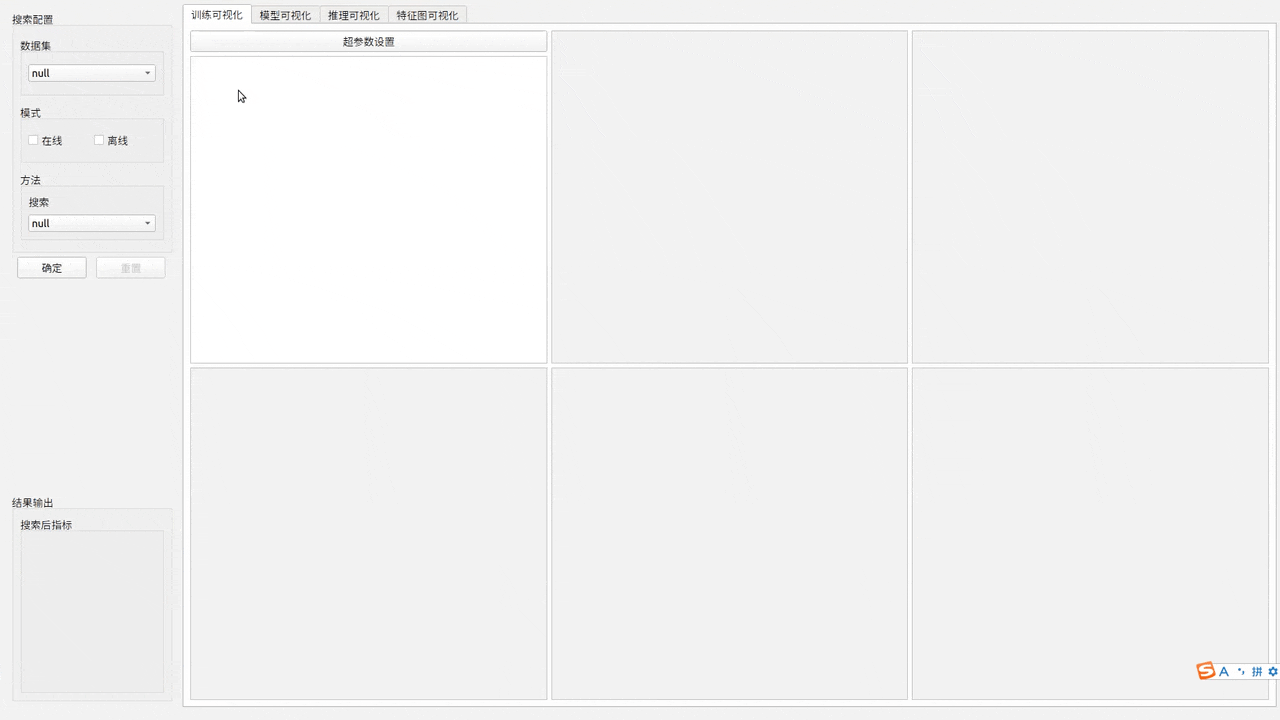 搜索配置
数据集
null
模式
在线 离线
方法
搜索
null
确定 重置
结果输出
搜索后指标
训练可视化 模型可视化 推理可视化 特征图可视化
超参数设置
S A 拼